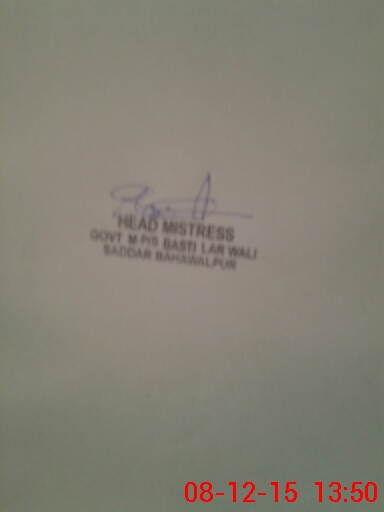 HEAD MISTRESS
GOVT M P/S BASTI LAR WALI
SADDAR BAHAWALPUR
08-12-15 13:50